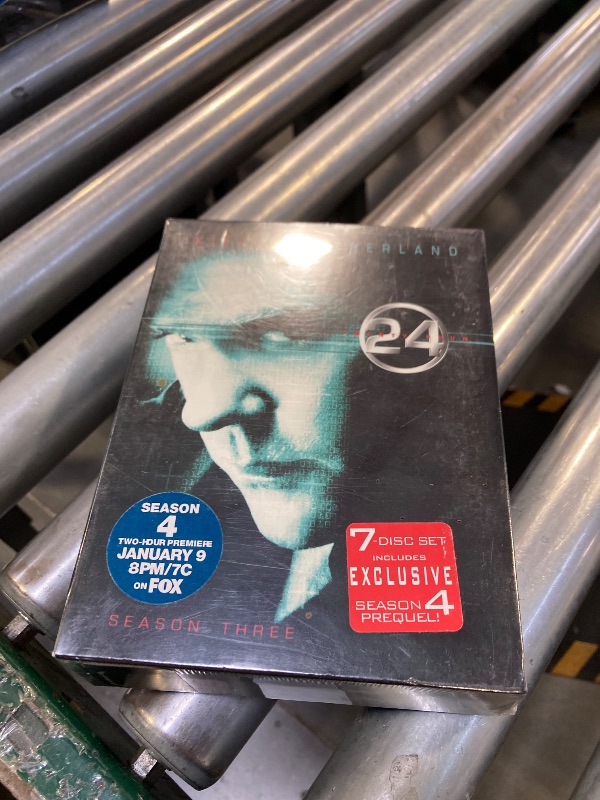 ERLAND
24
SEASON
4
TWO-HOUR PREMIERE
JANUARY 9
8PM/7C
ON FOX
7-DISC SET
INCLUDES
EXCLUSIVE
SEASON 4
PREQUEL!
SEASON THREE